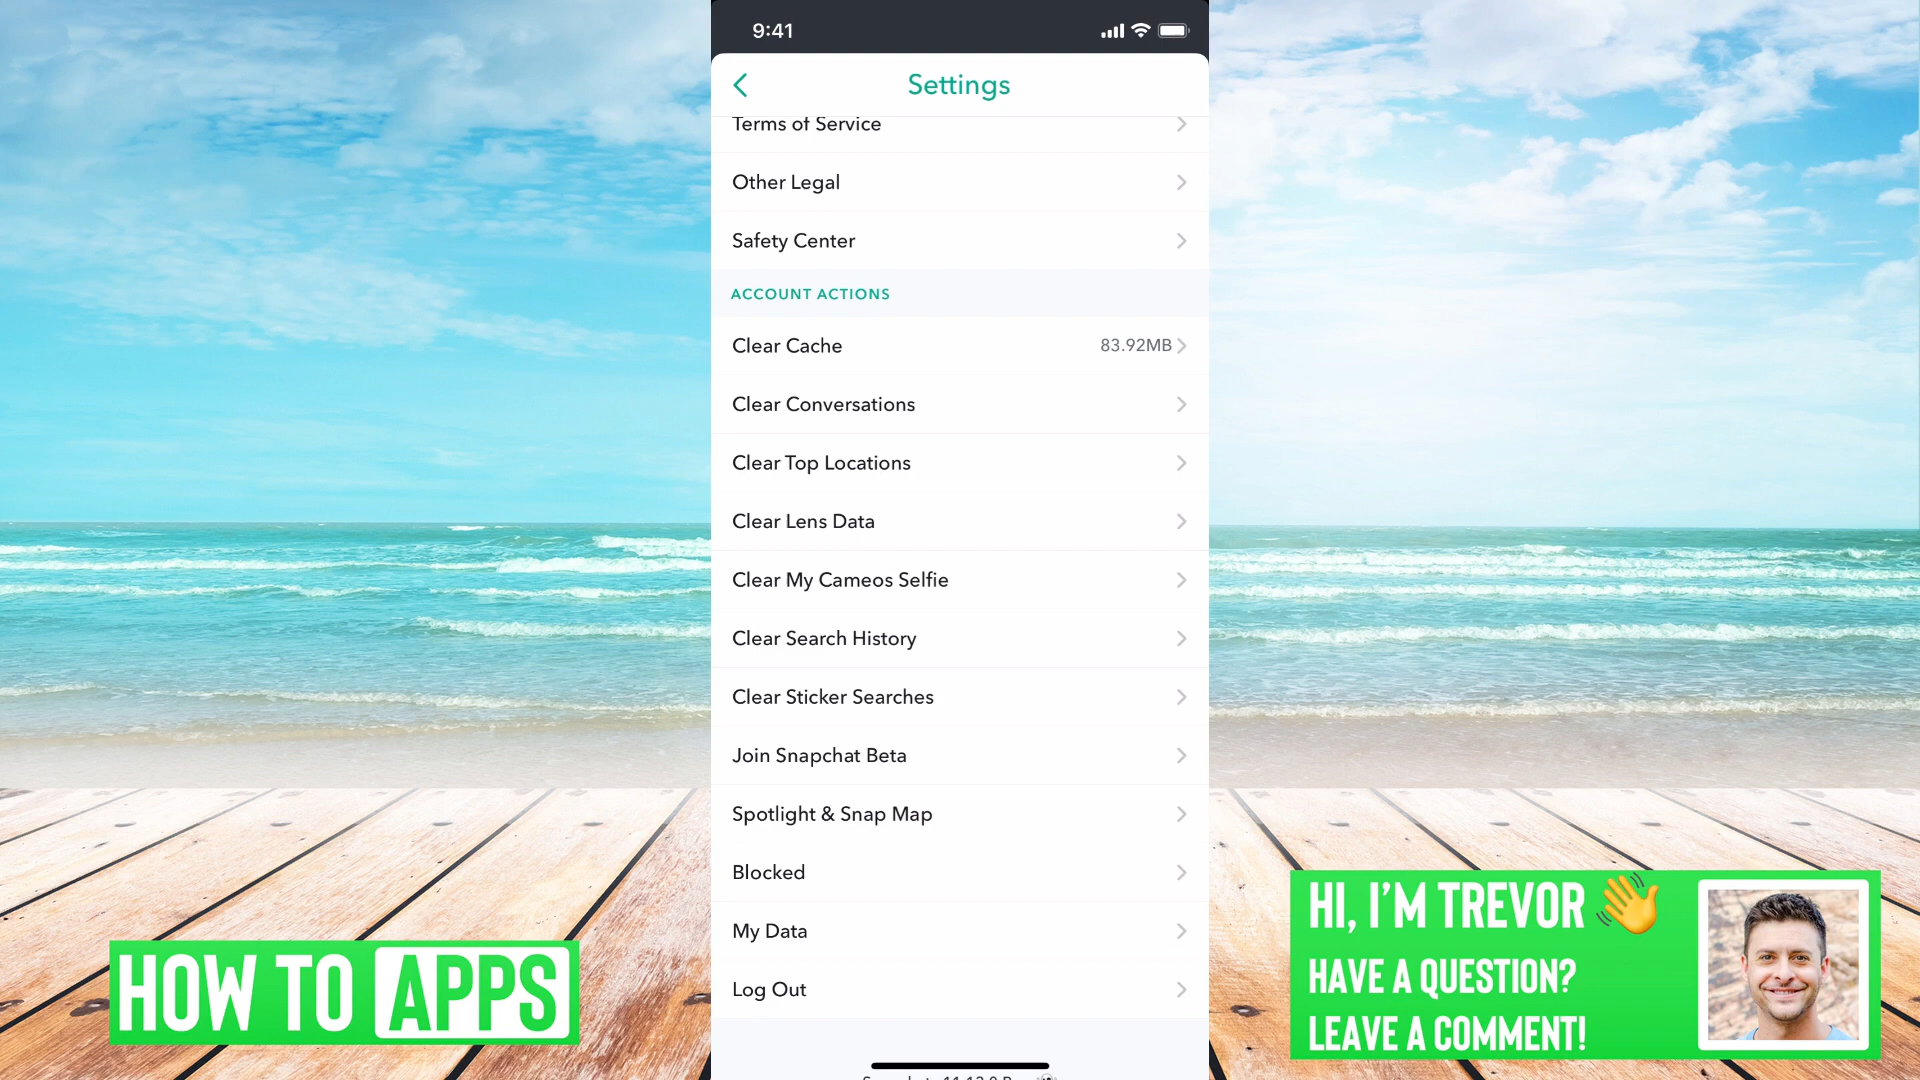 9:41
Settings
Terms of Service
Other Legal
Safety Center
ACCOUNT ACTIONS
Clear Cache 83.92MB
Clear Conversations
Clear Top Locations
Clear Lens Data
Clear My Cameos Selfie
Clear Search History
Clear Sticker Searches
Join Snapchat Beta
Spotlight & Snap Map
Blocked
My Data
Log Out
HOW TO APPS
HI, I'M TREVOR 👋
HAVE A QUESTION?
LEAVE A COMMENT!